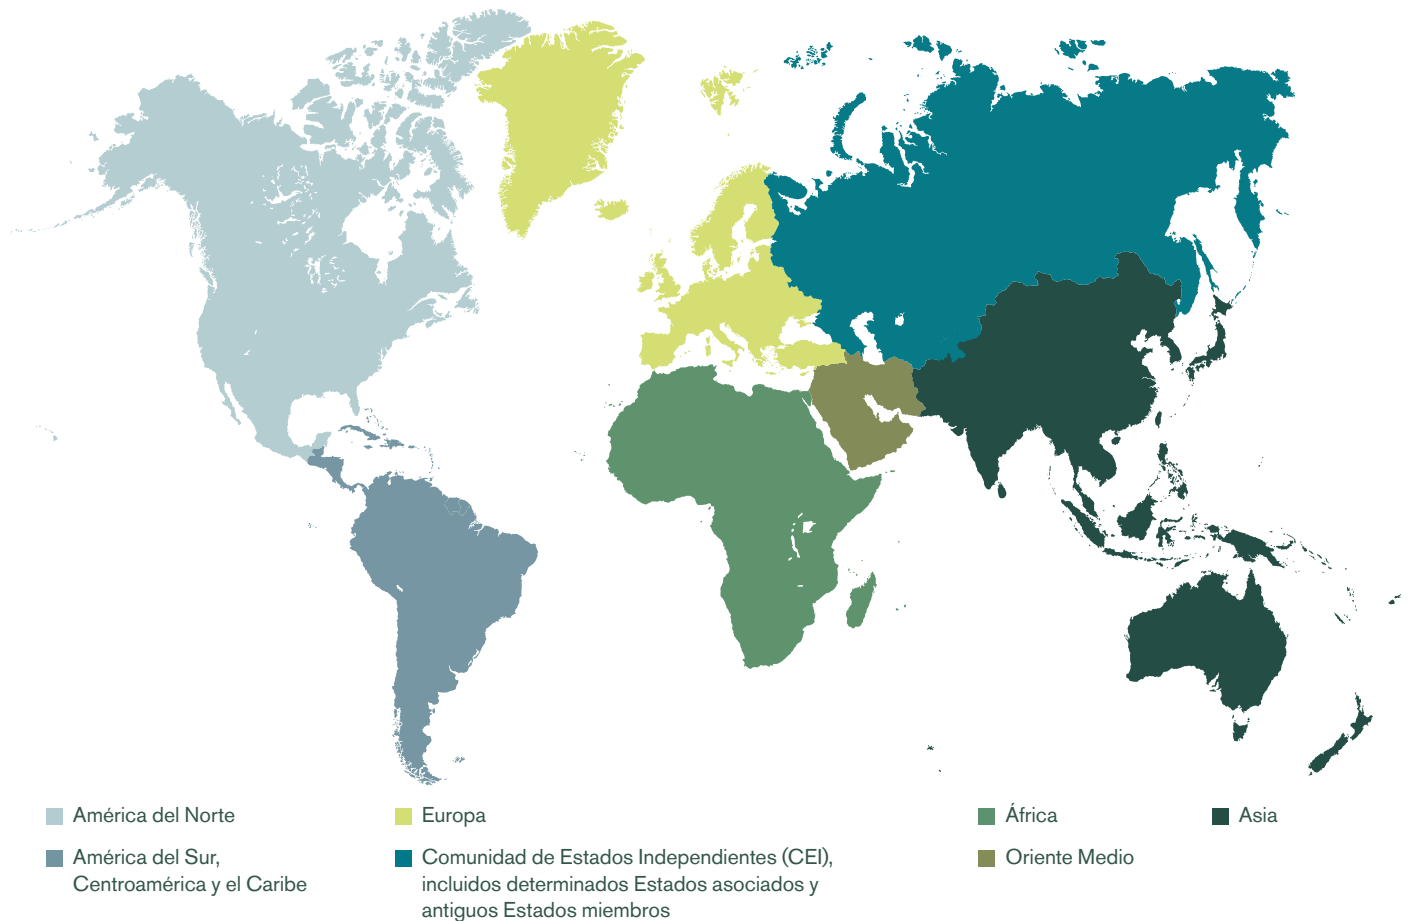 América del Norte
América del Sur,
Centroamérica y el Caribe
Europa
Comunidad de Estados Independientes (CEI),
incluidos determinados Estados asociados y
antiguos Estados miembros
África
Oriente Medio
Asia